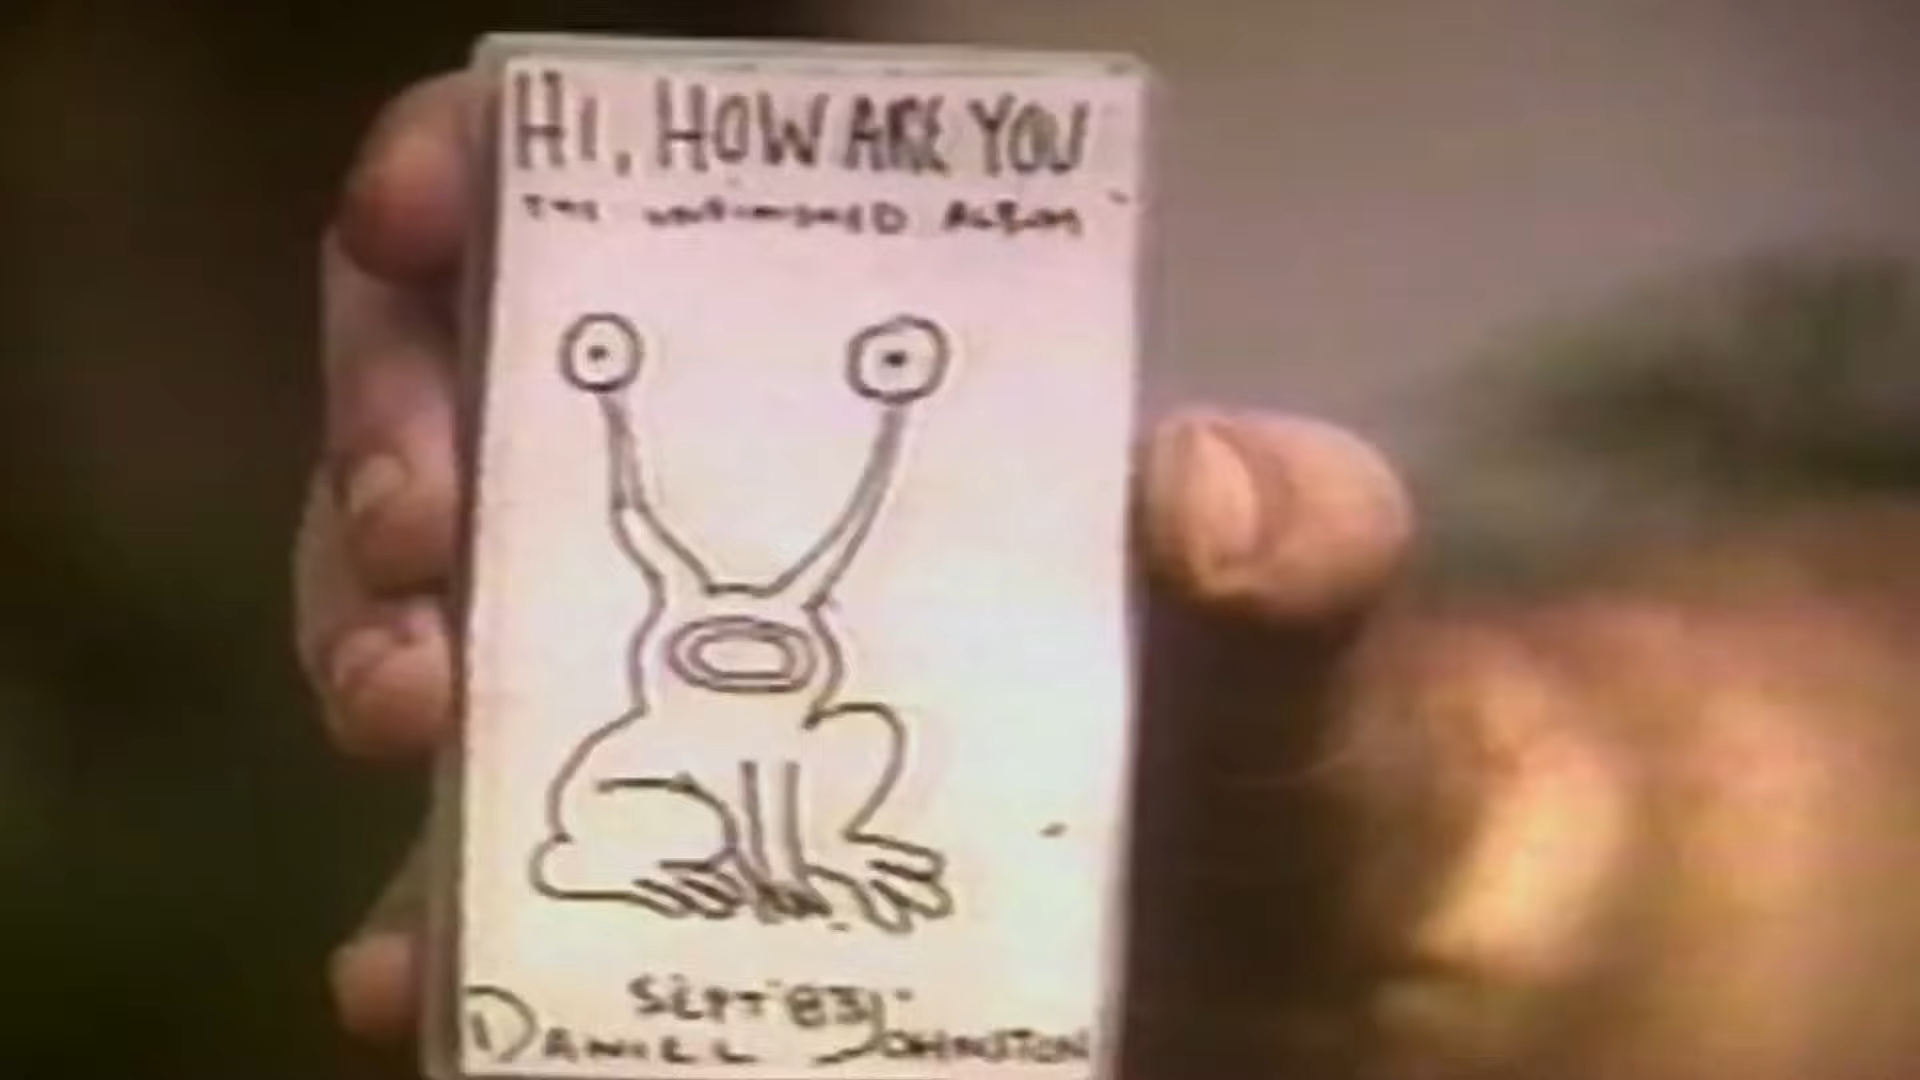 HI, HOW ARE YOU
THE UNFINISHED ALBUM
SEPT '83
DANIEL JOHNSTON